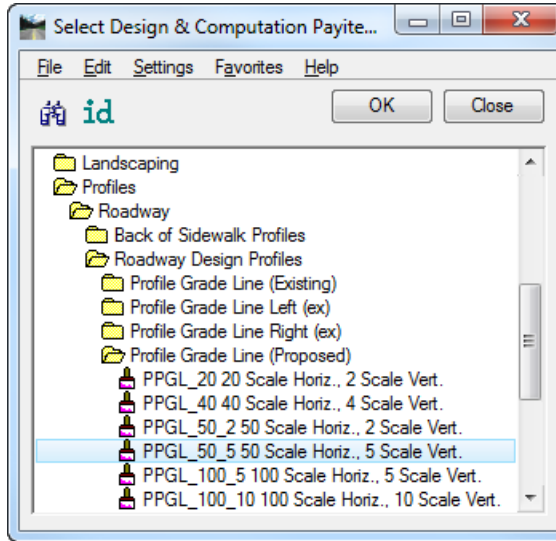 Select Design & Computation Payite...
File Edit Settings Favorites Help
id OK Close
Landscaping
Profiles
Roadway
Back of Sidewalk Profiles
Roadway Design Profiles
Profile Grade Line (Existing)
Profile Grade Line Left (ex)
Profile Grade Line Right (ex)
Profile Grade Line (Proposed)
PPGL_20 20 Scale Horiz., 2 Scale Vert.
PPGL_40 40 Scale Horiz., 4 Scale Vert.
PPGL_50_2 50 Scale Horiz., 2 Scale Vert.
PPGL_50_5 50 Scale Horiz., 5 Scale Vert.
PPGL_100_5 100 Scale Horiz., 5 Scale Vert.
PPGL_100_10 100 Scale Horiz., 10 Scale Vert.